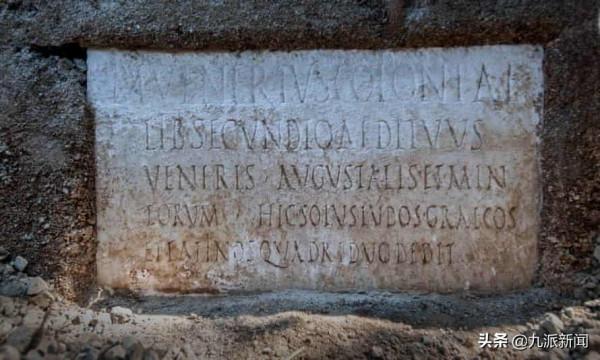 M VENERIVS COLONIAE
LIB SECVNDIO AEDITVVS
VENERIS AVGVSTALIS ET MIN
EORVM HIC SOLVS LVDOS GRAECOS
ET LATINOS QVADRIDVO DEDIT
头条 @九派新闻